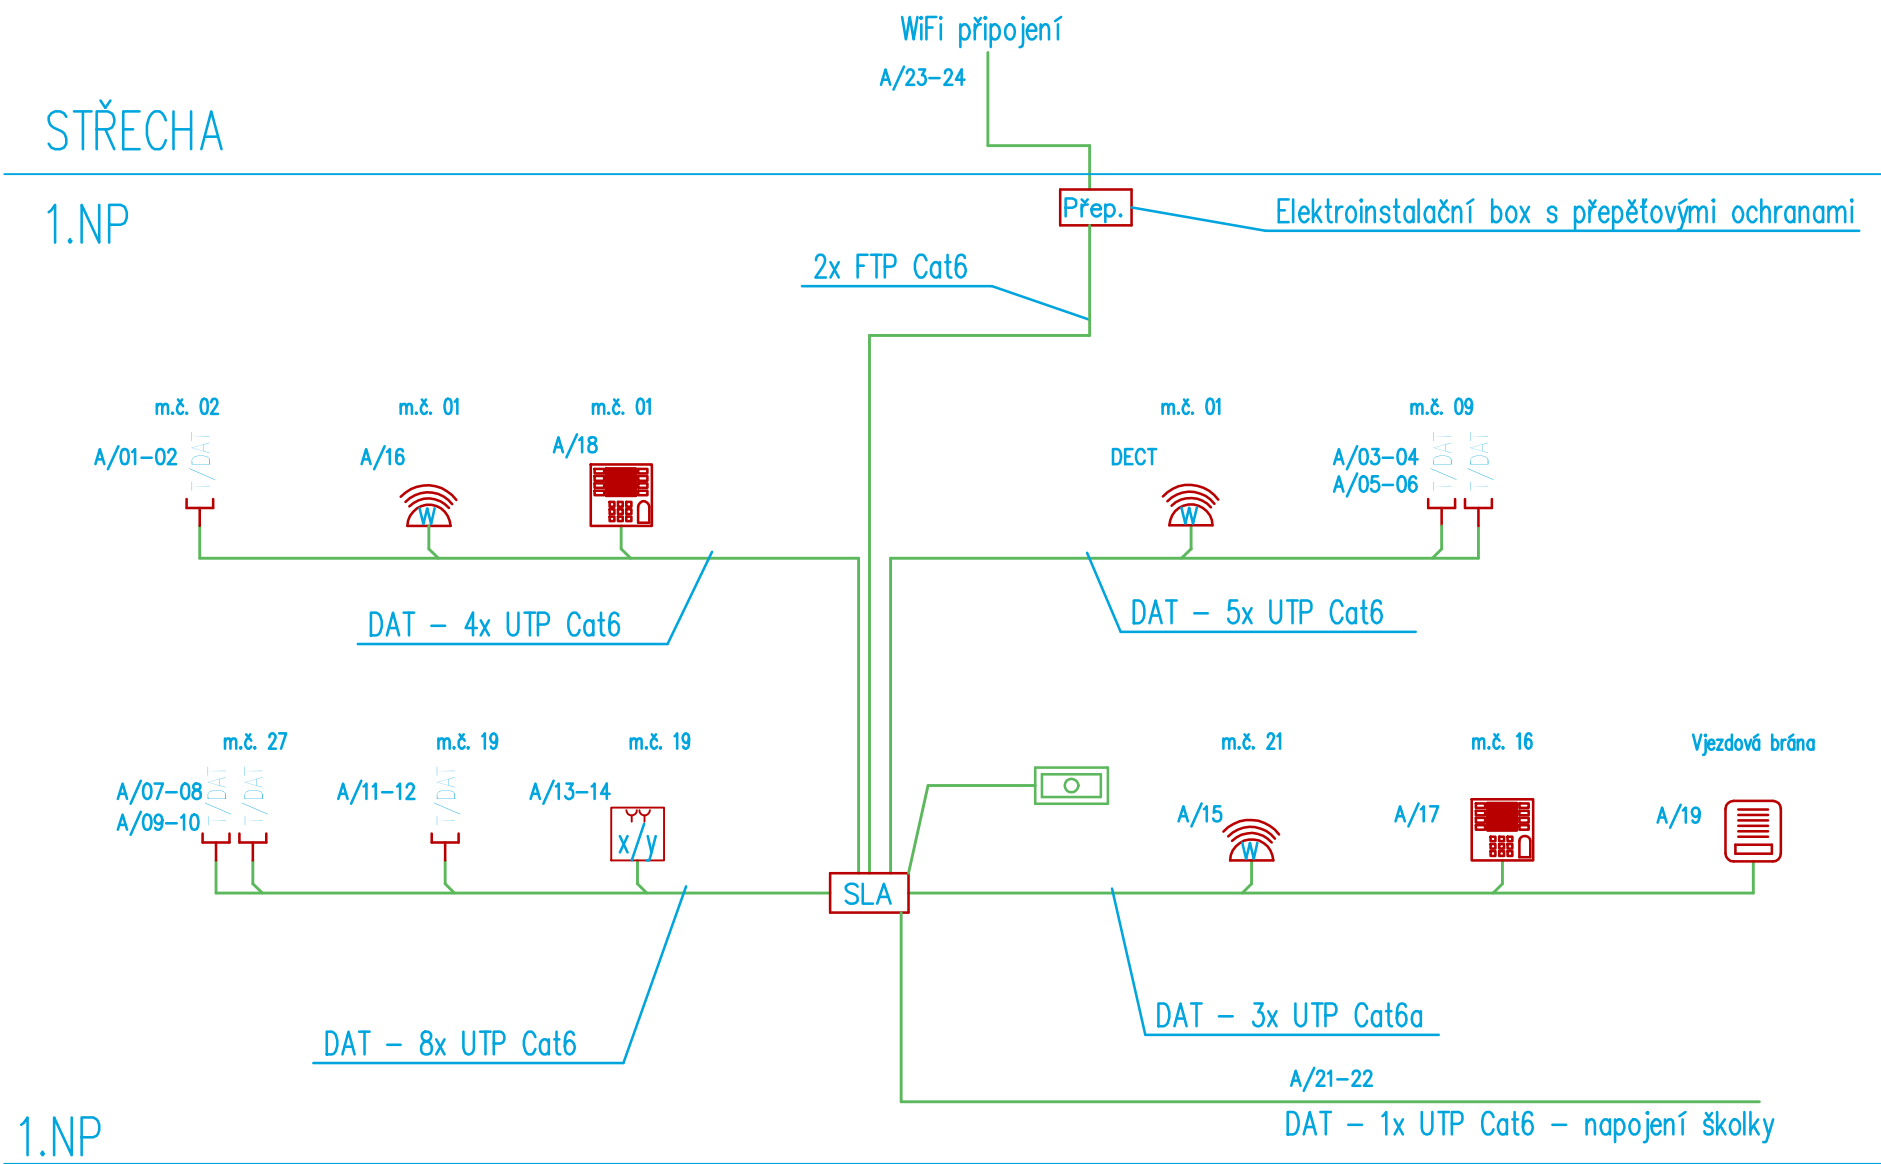 WiFi připojení
A/23-24
STŘECHA
1.NP
Přep.
Elektroinstalační box s přepěťovými ochranami
2x FTP Cat6
m.č. 02
m.č. 01
m.č. 01
m.č. 01
m.č. 09
A/01-02
T/DAT
A/16
A/18
DECT
A/03-04
A/05-06
T/DAT
T/DAT
W
W
DAT - 4x UTP Cat6
DAT - 5x UTP Cat6
m.č. 27
m.č. 19
m.č. 19
m.č. 21
m.č. 16
Vjezdová brána
A/07-08
A/09-10
T/DAT
T/DAT
A/11-12
T/DAT
A/13-14
X/Y
A/15
W
A/17
A/19
SLA
DAT - 3x UTP Cat6a
DAT - 8x UTP Cat6
A/21-22
DAT - 1x UTP Cat6 - napojení školky
1.NP